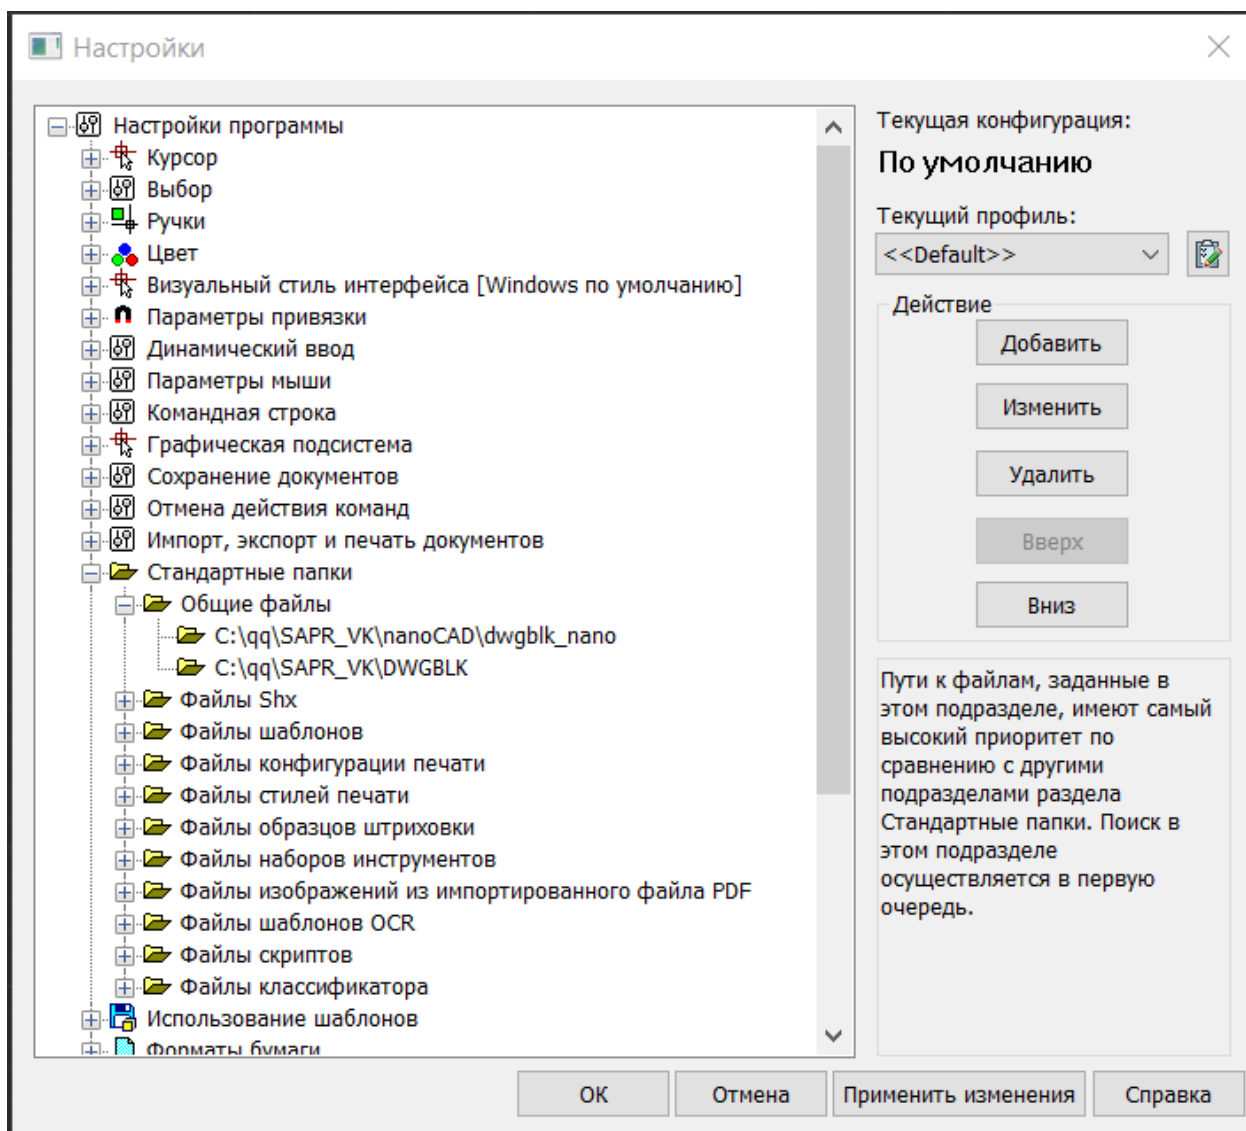 Настройки
Настройки программы
Курсор
Выбор
Ручки
Цвет
Визуальный стиль интерфейса [Windows по умолчанию]
Параметры привязки
Динамический ввод
Параметры мыши
Командная строка
Графическая подсистема
Сохранение документов
Отмена действия команд
Импорт, экспорт и печать документов
Стандартные папки
Общие файлы
C:\qq\SAPR_VK\nanoCAD\dwgblk_nano
C:\qq\SAPR_VK\DWGBLK
Файлы Shx
Файлы шаблонов
Файлы конфигурации печати
Файлы стилей печати
Файлы образцов штриховки
Файлы наборов инструментов
Файлы изображений из импортированного файла PDF
Файлы шаблонов OCR
Файлы скриптов
Файлы классификатора
Использование шаблонов
Форматы бумаги
Текущая конфигурация:
По умолчанию
Текущий профиль:
<<Default>>
Действие
Добавить
Изменить
Удалить
Вверх
Вниз
Пути к файлам, заданные в
этом подразделе, имеют самый
высокий приоритет по
сравнению с другими
подразделами раздела
Стандартные папки. Поиск в
этом подразделе
осуществляется в первую
очередь.
ОК
Отмена
Применить изменения
Справка